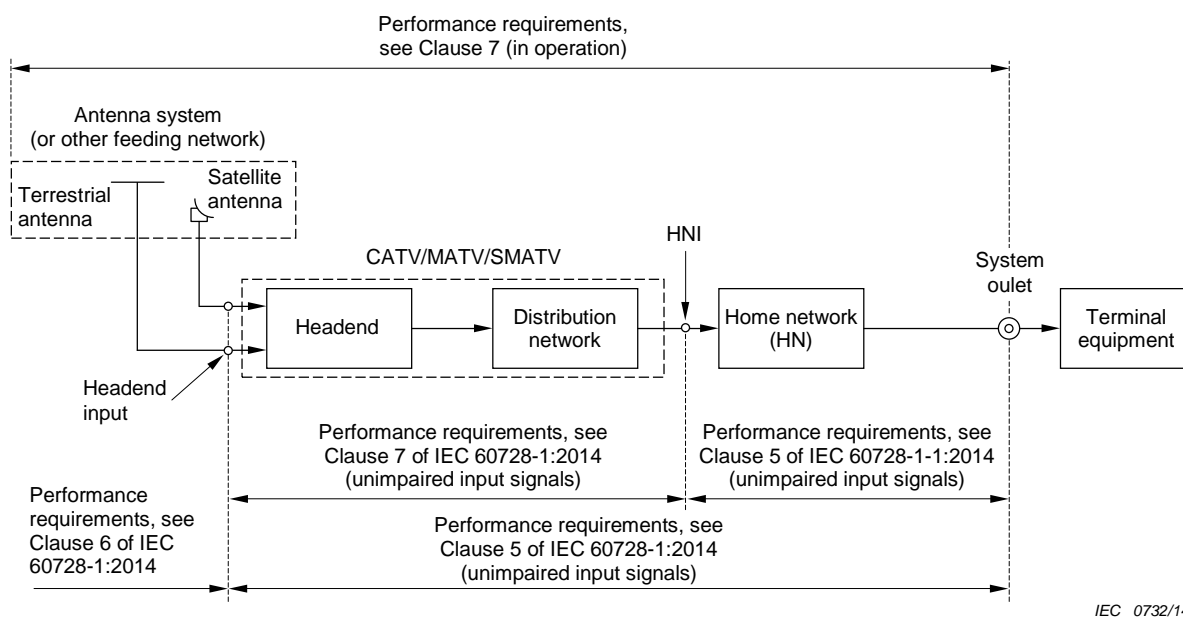 Performance requirements,
see Clause 7 (in operation)
Antenna system
(or other feeding network)
Terrestrial
antenna
Satellite
antenna
HNI
CATV/MATV/SMATV
System
oulet
Headend
Distribution
network
Home network
(HN)
Terminal
equipment
Headend
input
Performance requirements, see
Clause 7 of IEC 60728-1:2014
(unimpaired input signals)
Performance requirements, see
Clause 5 of IEC 60728-1-1:2014
(unimpaired input signals)
Performance
requirements, see
Clause 6 of IEC
60728-1:2014
Performance requirements, see
Clause 5 of IEC 60728-1:2014
(unimpaired input signals)
IEC 0732/14